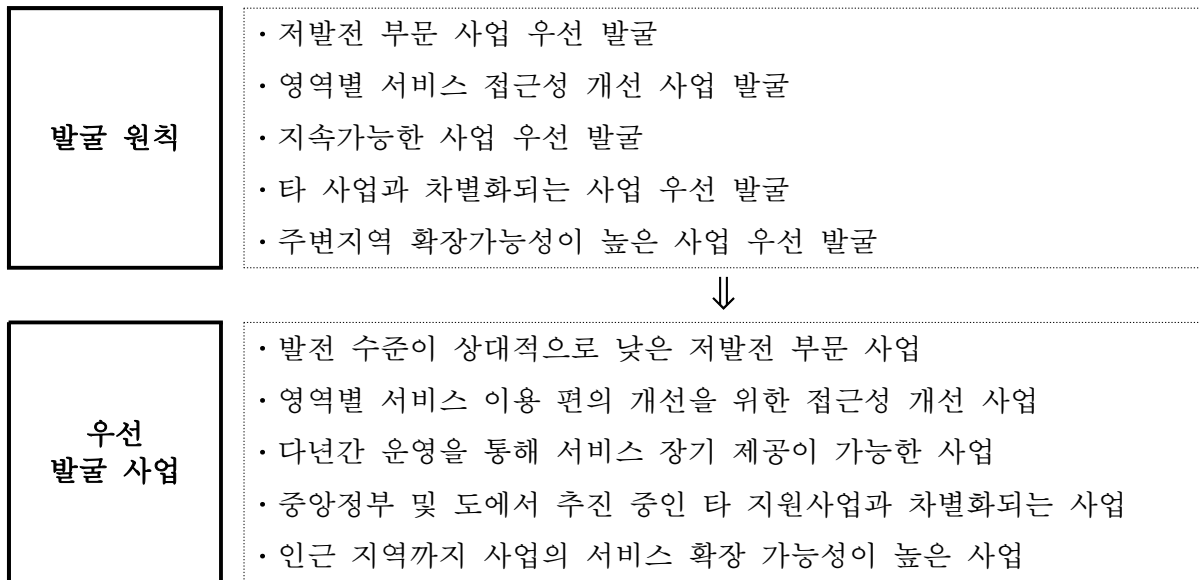 발굴 원칙
· 저발전 부문 사업 우선 발굴
· 영역별 서비스 접근성 개선 사업 발굴
· 지속가능한 사업 우선 발굴
· 타 사업과 차별화되는 사업 우선 발굴
· 주변지역 확장가능성이 높은 사업 우선 발굴
⇓
우선
발굴 사업
· 발전 수준이 상대적으로 낮은 저발전 부문 사업
· 영역별 서비스 이용 편의 개선을 위한 접근성 개선 사업
· 다년간 운영을 통해 서비스 장기 제공이 가능한 사업
· 중앙정부 및 도에서 추진 중인 타 지원사업과 차별화되는 사업
· 인근 지역까지 사업의 서비스 확장 가능성이 높은 사업